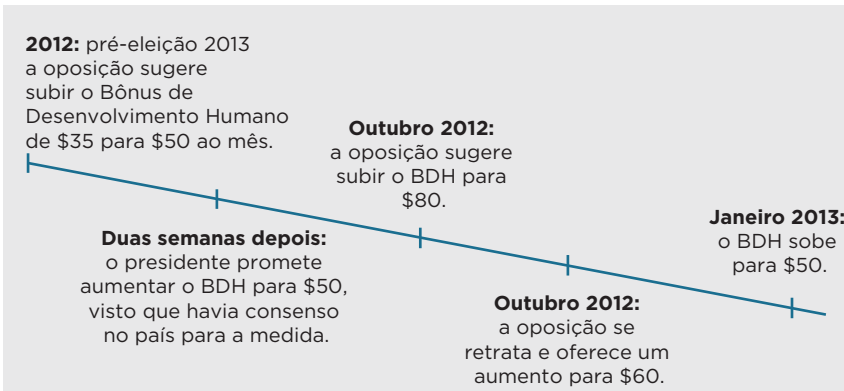 2012: pré-eleição 2013
a oposição sugere
subir o Bônus de
Desenvolvimento Humano
de $35 para $50 ao mês.
Duas semanas depois:
o presidente promete
aumentar o BDH para $50,
visto que havia consenso
no país para a medida.
Outubro 2012:
a oposição sugere
subir o BDH para
$80.
Outubro 2012:
a oposição se
retrata e oferece um
aumento para $60.
Janeiro 2013:
o BDH sobe
para $50.